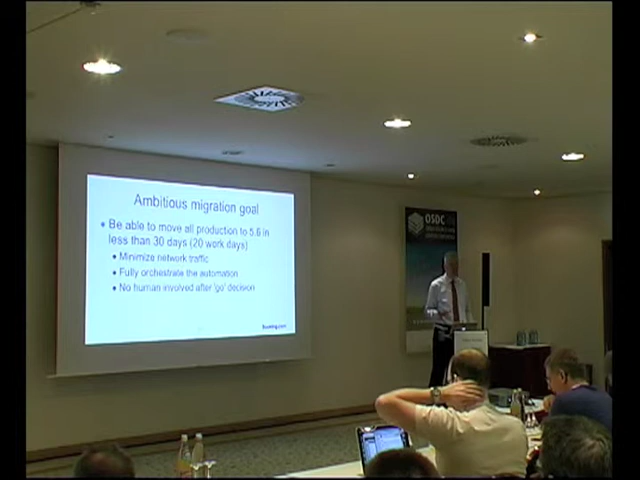 Ambitious migration goal
Be able to move all production to 5.6 in
less than 30 days (20 work days)
Minimize network traffic
Fully orchestrate the automation
No human involved after 'go' decision
Booking.com
OSDC